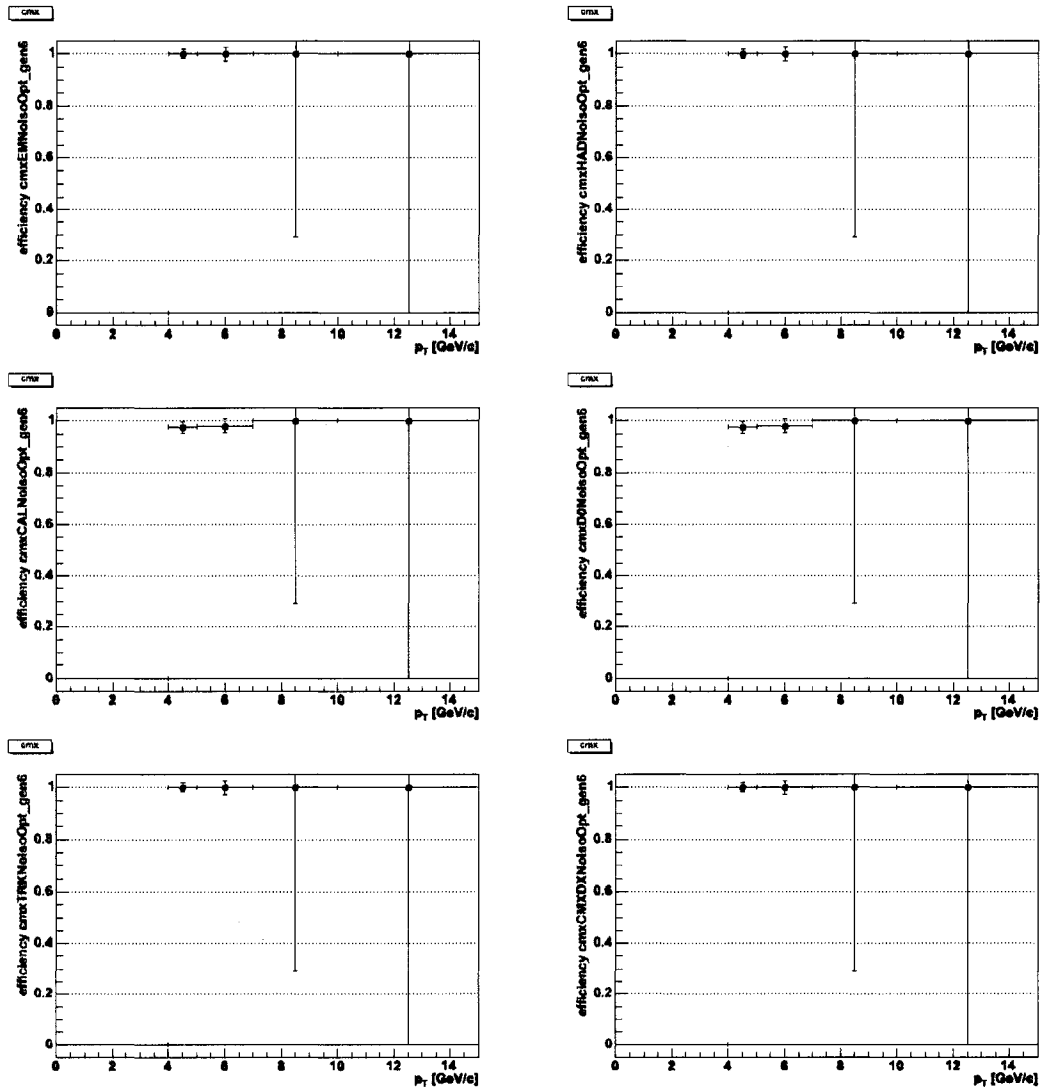 cmx
efficiency cmxEMNoisoOpt_gen6
1
0.8
0.6
0.4
0.2
0
0 2 4 6 8 10 12 14
pT [GeV/c]
cmx
efficiency cmxHADNoisoOpt_gen6
1
0.8
0.6
0.4
0.2
0
0 2 4 6 8 10 12 14
pT [GeV/c]
cmx
efficiency cmxCALNoisoOpt_gen6
1
0.8
0.6
0.4
0.2
0
0 2 4 6 8 10 12 14
pT [GeV/c]
cmx
efficiency cmxD0NoisoOpt_gen6
1
0.8
0.6
0.4
0.2
0
0 2 4 6 8 10 12 14
pT [GeV/c]
cmx
efficiency cmxTRKNoisoOpt_gen6
1
0.8
0.6
0.4
0.2
0
0 2 4 6 8 10 12 14
pT [GeV/c]
cmx
efficiency cmxCMXDXNoisoOpt_gen6
1
0.8
0.6
0.4
0.2
0
0 2 4 6 8 10 12 14
pT [GeV/c]